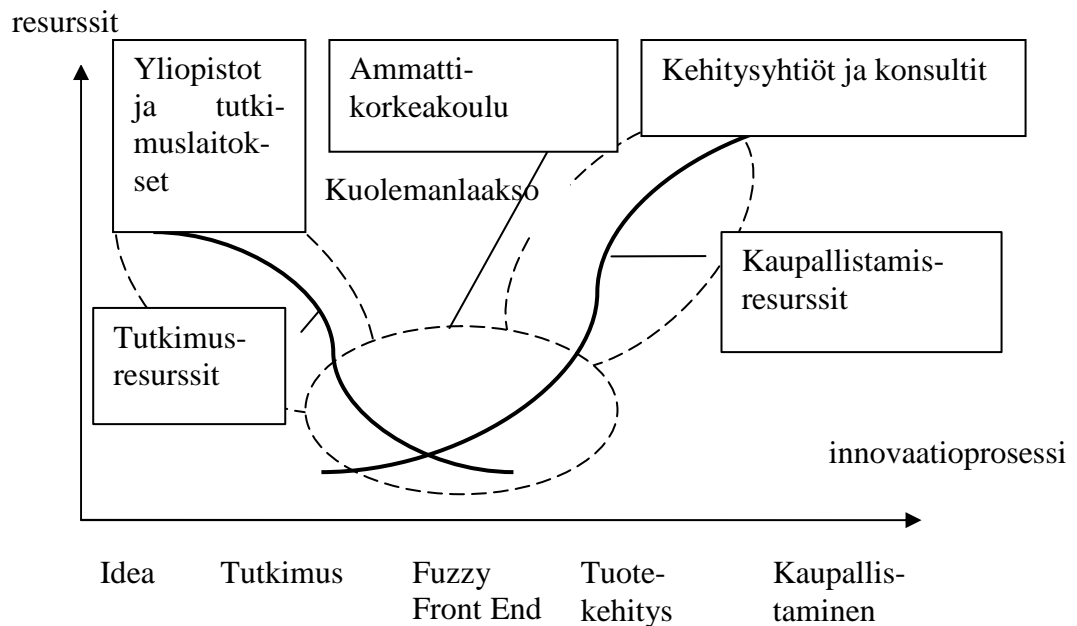 resurssit
Yliopistot
ja tutki-
muslaitok-
set
Ammatti-
korkeakoulu
Kehitysyhtiöt ja konsultit
Kuolemanlaakso
Kaupallistamis-
resurssit
Tutkimus-
resurssit
innovaatioprosessi
Idea
Tutkimus
Fuzzy
Front End
Tuote-
kehitys
Kaupallis-
taminen